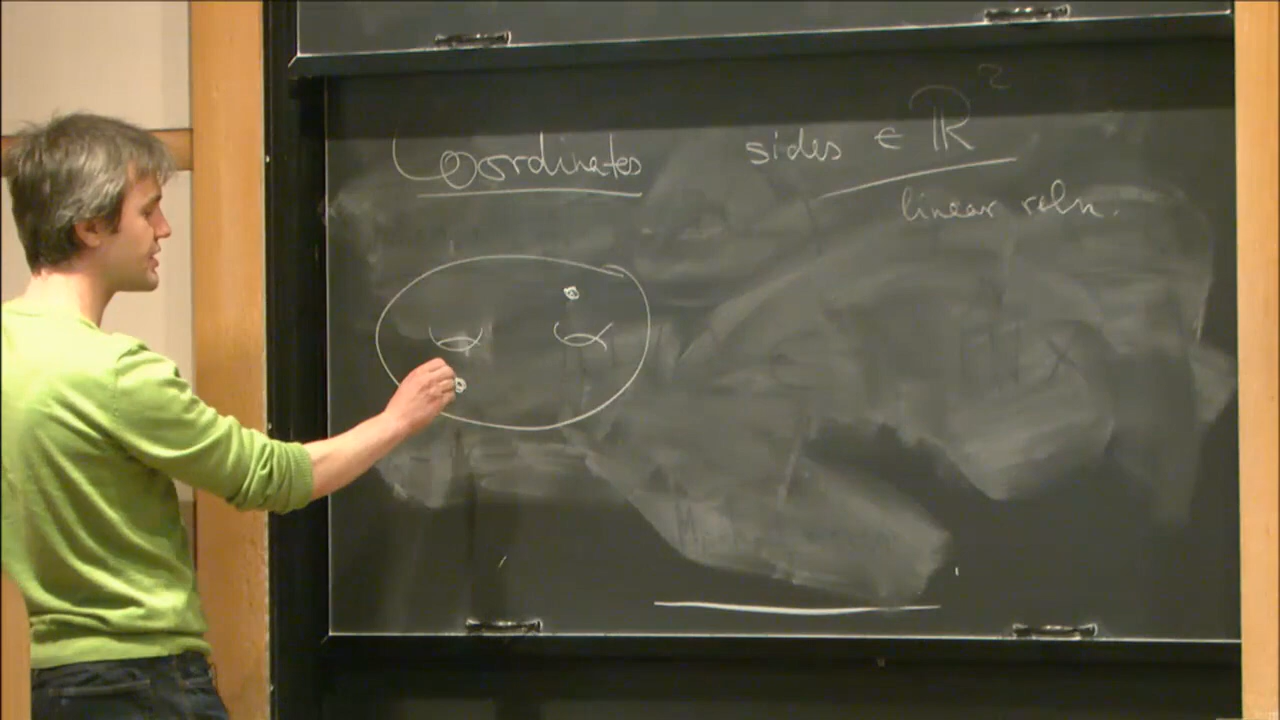 Coordinates
sides ∈ ℝ²
linear reln.